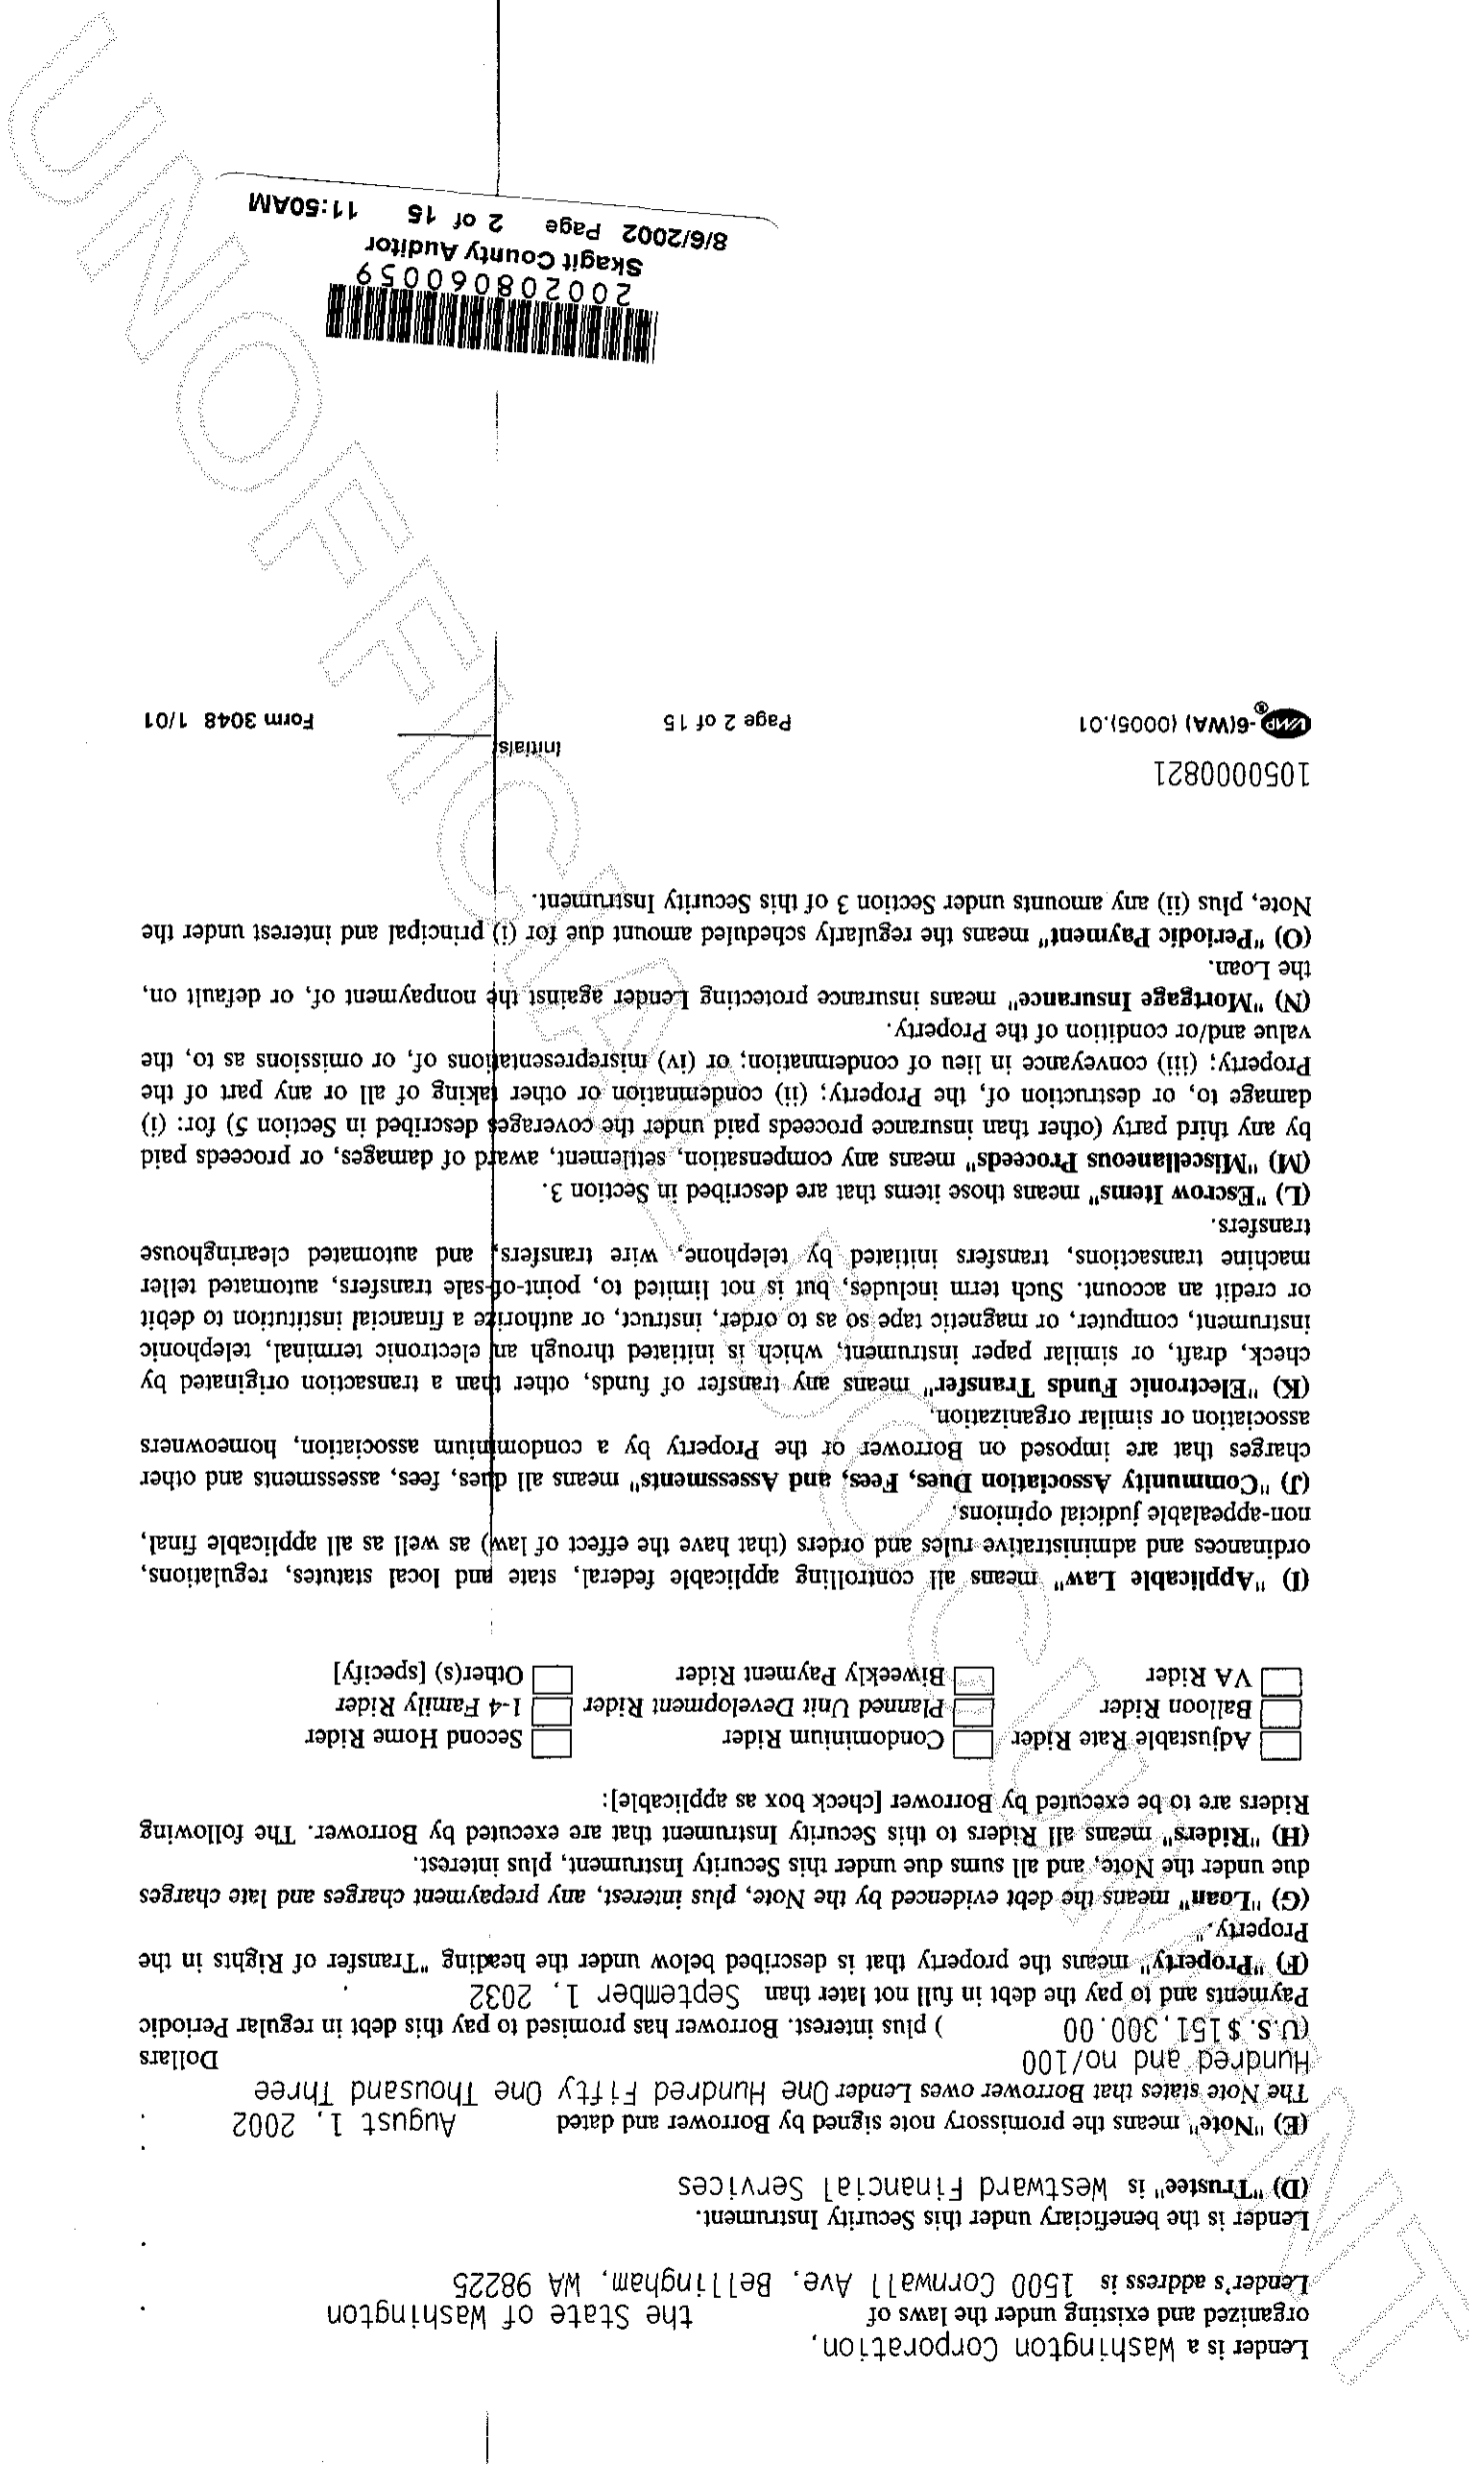 Lender is a Washington Corporation,
organized and existing under the laws of the State of Washington .
Lender's address is 1500 Cornwall Ave, Bellingham, WA 98225
.
Lender is the beneficiary under this Security Instrument.
(D) "Trustee" is Westward Financial Services
.
(E) "Note" means the promissory note signed by Borrower and dated August 1, 2002 .
The Note states that Borrower owes Lender One Hundred Fifty One Thousand Three
Hundred and no/100 Dollars
(U.S. $151,300.00 ) plus interest. Borrower has promised to pay this debt in regular Periodic
Payments and to pay the debt in full not later than September 1, 2032 .
(F) "Property" means the property that is described below under the heading "Transfer of Rights in the
Property."
(G) "Loan" means the debt evidenced by the Note, plus interest, any prepayment charges and late charges
due under the Note, and all sums due under this Security Instrument, plus interest.
(H) "Riders" means all Riders to this Security Instrument that are executed by Borrower. The following
Riders are to be executed by Borrower [check box as applicable]:
Adjustable Rate Rider Condominium Rider Second Home Rider
Balloon Rider Planned Unit Development Rider 1-4 Family Rider
VA Rider Biweekly Payment Rider Other(s) [specify]
(I) "Applicable Law" means all controlling applicable federal, state and local statutes, regulations,
ordinances and administrative rules and orders (that have the effect of law) as well as all applicable final,
non-appealable judicial opinions.
(J) "Community Association Dues, Fees, and Assessments" means all dues, fees, assessments and other
charges that are imposed on Borrower or the Property by a condominium association, homeowners
association or similar organization.
(K) "Electronic Funds Transfer" means any transfer of funds, other than a transaction originated by
check, draft, or similar paper instrument, which is initiated through an electronic terminal, telephonic
instrument, computer, or magnetic tape so as to order, instruct, or authorize a financial institution to debit
or credit an account. Such term includes, but is not limited to, point-of-sale transfers, automated teller
machine transactions, transfers initiated by telephone, wire transfers, and automated clearinghouse
transfers.
(L) "Escrow Items" means those items that are described in Section 3.
(M) "Miscellaneous Proceeds" means any compensation, settlement, award of damages, or proceeds paid
by any third party (other than insurance proceeds paid under the coverages described in Section 5) for: (i)
damage to, or destruction of, the Property; (ii) condemnation or other taking of all or any part of the
Property; (iii) conveyance in lieu of condemnation; or (iv) misrepresentations of, or omissions as to, the
value and/or condition of the Property.
(N) "Mortgage Insurance" means insurance protecting Lender against the nonpayment of, or default on,
the Loan.
(O) "Periodic Payment" means the regularly scheduled amount due for (i) principal and interest under the
Note, plus (ii) any amounts under Section 3 of this Security Instrument.
105000821
Initials:
VMP®-6(WA) (0005).01 Page 2 of 15 Form 3048 1/01
200208060059
Skagit County Auditor
8/6/2002 Page 2 of 15 11:50AM
UNOFFICIAL DOCUMENT